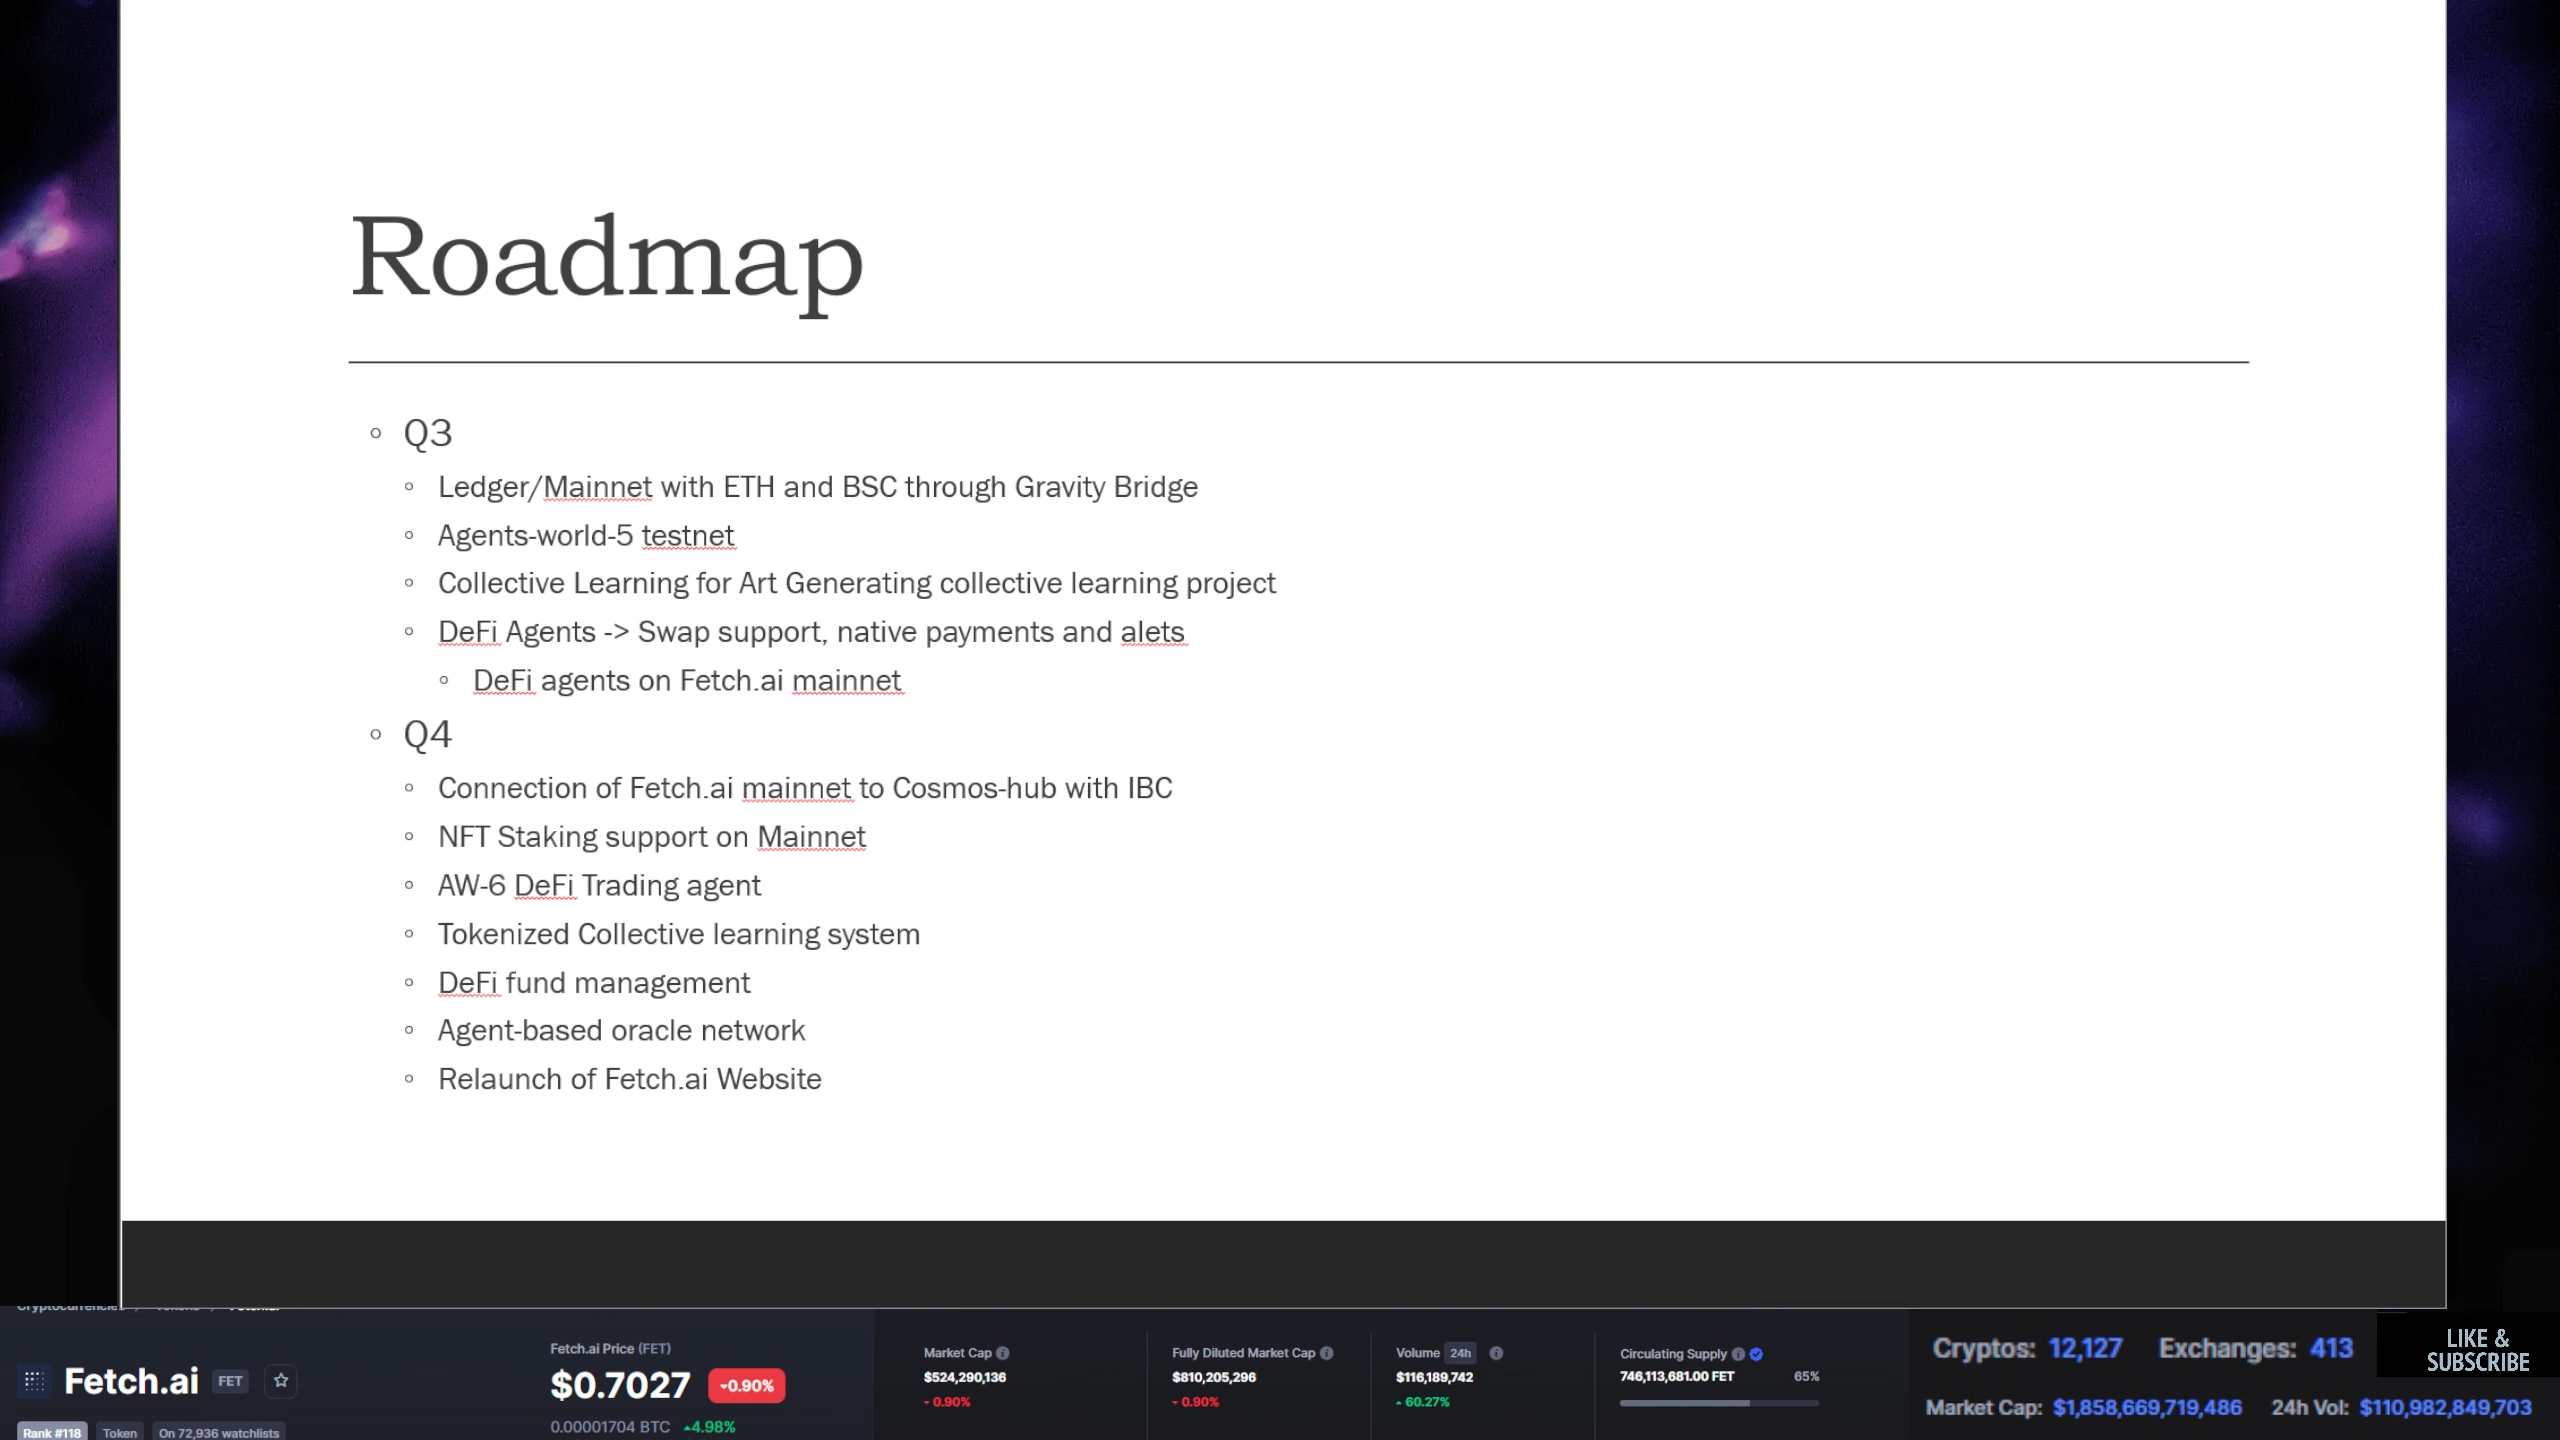 Roadmap
Q3
Ledger/Mainnet with ETH and BSC through Gravity Bridge
Agents-world-5 testnet
Collective Learning for Art Generating collective learning project
DeFi Agents -> Swap support, native payments and alets
DeFi agents on Fetch.ai mainnet
Q4
Connection of Fetch.ai mainnet to Cosmos-hub with IBC
NFT Staking support on Mainnet
AW-6 DeFi Trading agent
Tokenized Collective learning system
DeFi fund management
Agent-based oracle network
Relaunch of Fetch.ai Website
Fetch.ai FET
Rank #118 Token On 72,936 watchlists
Fetch.ai Price (FET)
$0.7027 0.90%
0.00001704 BTC 4.98%
Market Cap
$524,290,136
0.90%
Fully Diluted Market Cap
$810,205,296
0.90%
Volume 24h
$116,189,742
60.27%
Circulating Supply
746,113,681.00 FET 65%
Cryptos: 12,127 Exchanges: 413
Market Cap: $1,858,669,719,486 24h Vol: $110,982,849,703
LIKE &
SUBSCRIBE